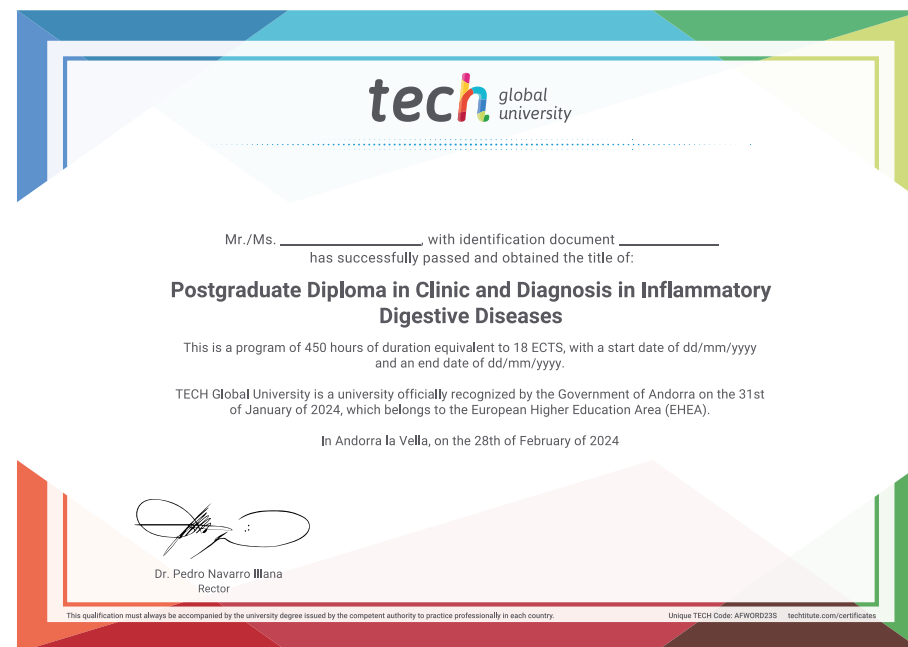 tech global university
Mr./Ms. ____________________, with identification document ______________
has successfully passed and obtained the title of:
Postgraduate Diploma in Clinic and Diagnosis in Inflammatory
Digestive Diseases
This is a program of 450 hours of duration equivalent to 18 ECTS, with a start date of dd/mm/yyyy
and an end date of dd/mm/yyyy.
TECH Global University is a university officially recognized by the Government of Andorra on the 31st
of January of 2024, which belongs to the European Higher Education Area (EHEA).
In Andorra la Vella, on the 28th of February of 2024
Dr. Pedro Navarro Illana
Rector
This qualification must always be accompanied by the university degree issued by the competent authority to practice professionally in each country.
Unique TECH Code: AFWORD23S techtitute.com/certificates